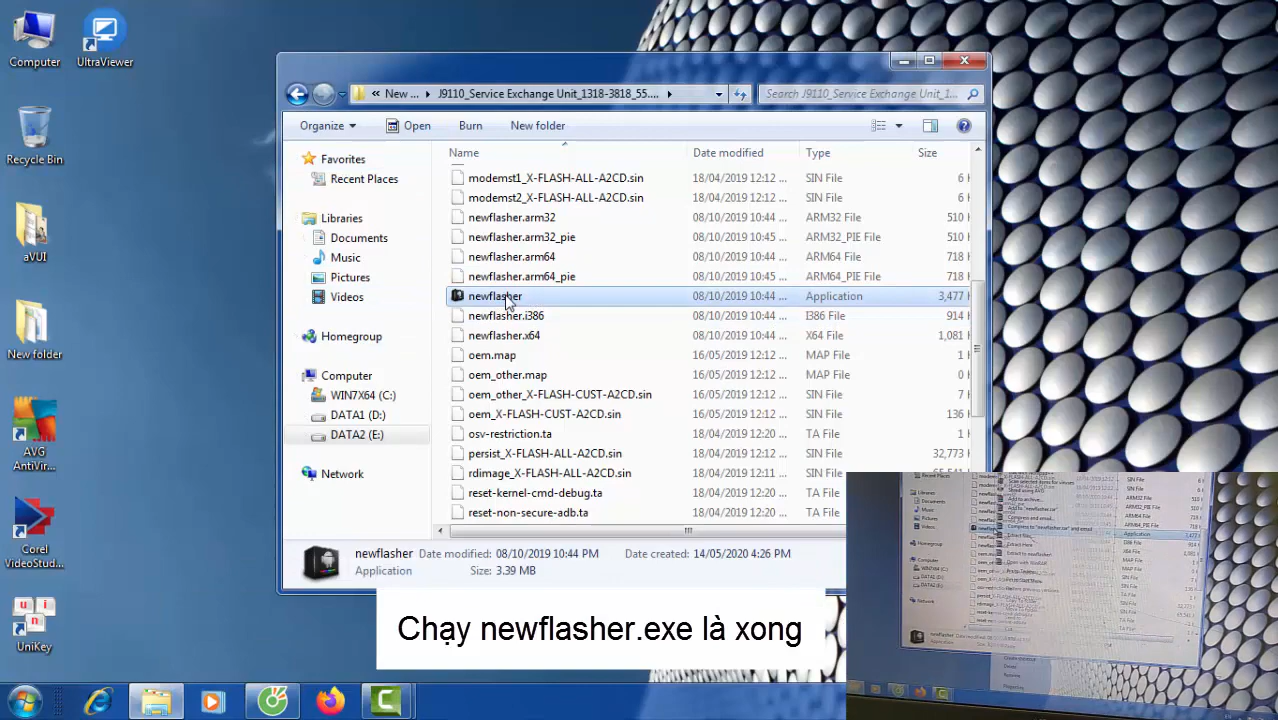 Computer
UltraViewer
Recycle Bin
aVUI
New folder
AVG
AntiVir...
Corel
VideoStud...
UniKey
« New ... ▸ J9110_Service Exchange Unit_1318-3818_55.... ▸
Search J9110_Service Exchange Unit_1...
Organize Open Burn New folder
Favorites
Recent Places
Libraries
Documents
Music
Pictures
Videos
Homegroup
Computer
WIN7X64 (C:)
DATA1 (D:)
DATA2 (E:)
Network
Name Date modified Type Size
modemst1_X-FLASH-ALL-A2CD.sin 18/04/2019 12:12 ... SIN File 6
modemst2_X-FLASH-ALL-A2CD.sin 18/04/2019 12:12 ... SIN File 6
newflasher.arm32 08/10/2019 10:44 ... ARM32 File 510
newflasher.arm32_pie 08/10/2019 10:45 ... ARM32_PIE File 510
newflasher.arm64 08/10/2019 10:44 ... ARM64 File 718
newflasher.arm64_pie 08/10/2019 10:45 ... ARM64_PIE File 718
newflasher 08/10/2019 10:44 ... Application 3,477
newflasher.i386 08/10/2019 10:44 ... I386 File 914
newflasher.x64 08/10/2019 10:44 ... X64 File 1,081
oem.map 16/05/2019 12:12 ... MAP File 1
oem_other.map 16/05/2019 12:12 ... MAP File 0
oem_other_X-FLASH-CUST-A2CD.sin 16/05/2019 12:12 ... SIN File 7
oem_X-FLASH-CUST-A2CD.sin 16/05/2019 12:12 ... SIN File 136
osv-restriction.ta 18/04/2019 12:20 ... TA File 1
persist_X-FLASH-ALL-A2CD.sin 18/04/2019 12:12 ... SIN File 32,773
rdimage_X-FLASH-ALL-A2CD.sin 18/04/2019 12:11 ... SIN File
reset-kernel-cmd-debug.ta 18/04/2019 12:20 ... TA File
reset-non-secure-adb.ta 18/04/2019 12:20 ... TA File
newflasher Date modified: 08/10/2019 10:44 PM Date created: 14/05/2020 4:26 PM
Application Size: 3.39 MB
Chạy newflasher.exe là xong